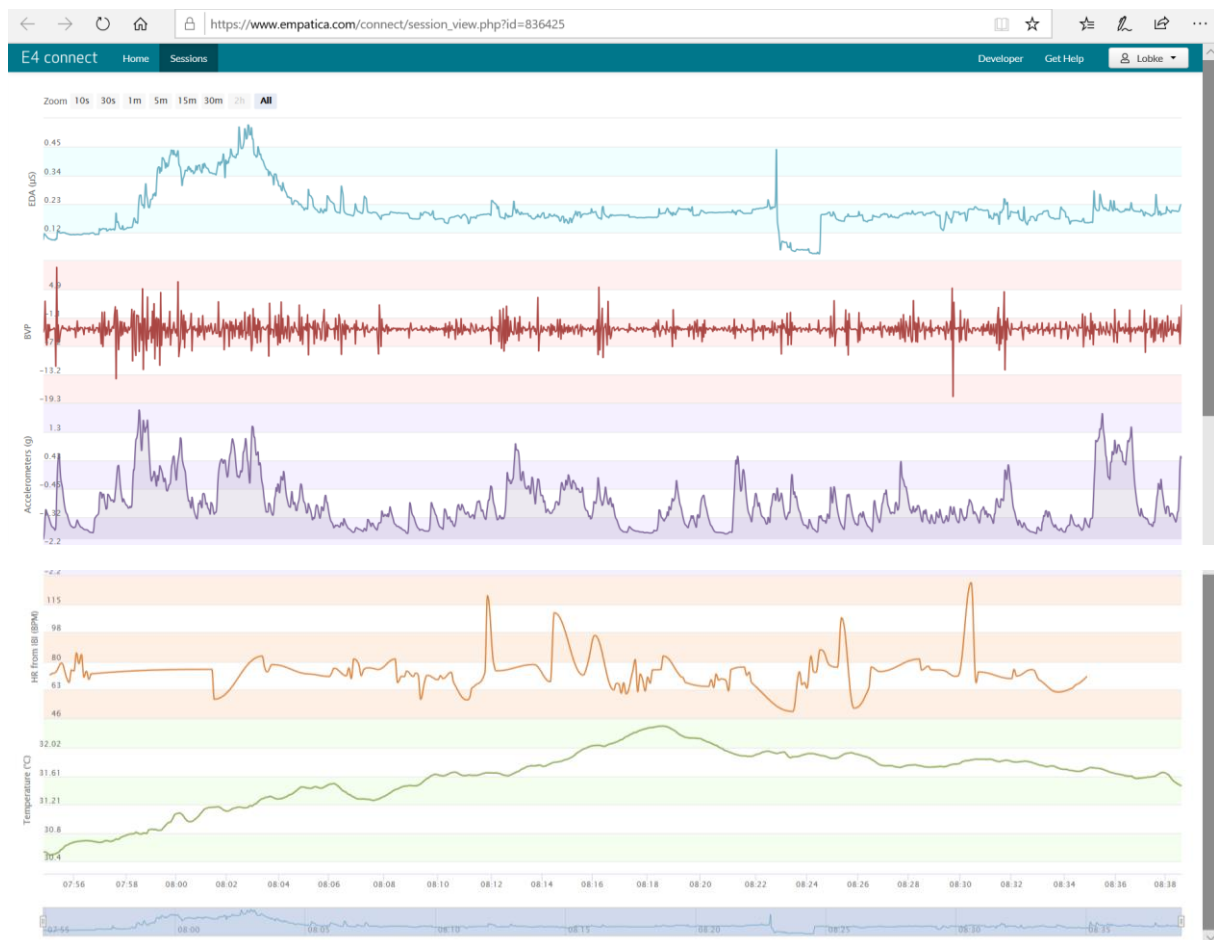 https://www.empatica.com/connect/session_view.php?id=836425
E4 connect Home Sessions Developer Get Help Lobke
Zoom 10s 30s 1m 5m 15m 30m 2h All
EDA (µS)
0.45
0.34
0.23
0.12
BVP
4.9
-13.2
-19.3
Accelerometers (g)
1.3
-2.2
-2.2
HR from IBI (BPM)
115
98
80
63
46
Temperature (°C)
32.02
31.61
31.21
30.8
30.4
07:56 07:58 08:00 08:02 08:04 08:06 08:08 08:10 08:12 08:14 08:16 08:18 08:20 08:22 08:24 08:26 08:28 08:30 08:32 08:34 08:36 08:38
07:55 08:00 08:05 08:10 08:15 08:20 08:25 08:30 08:35